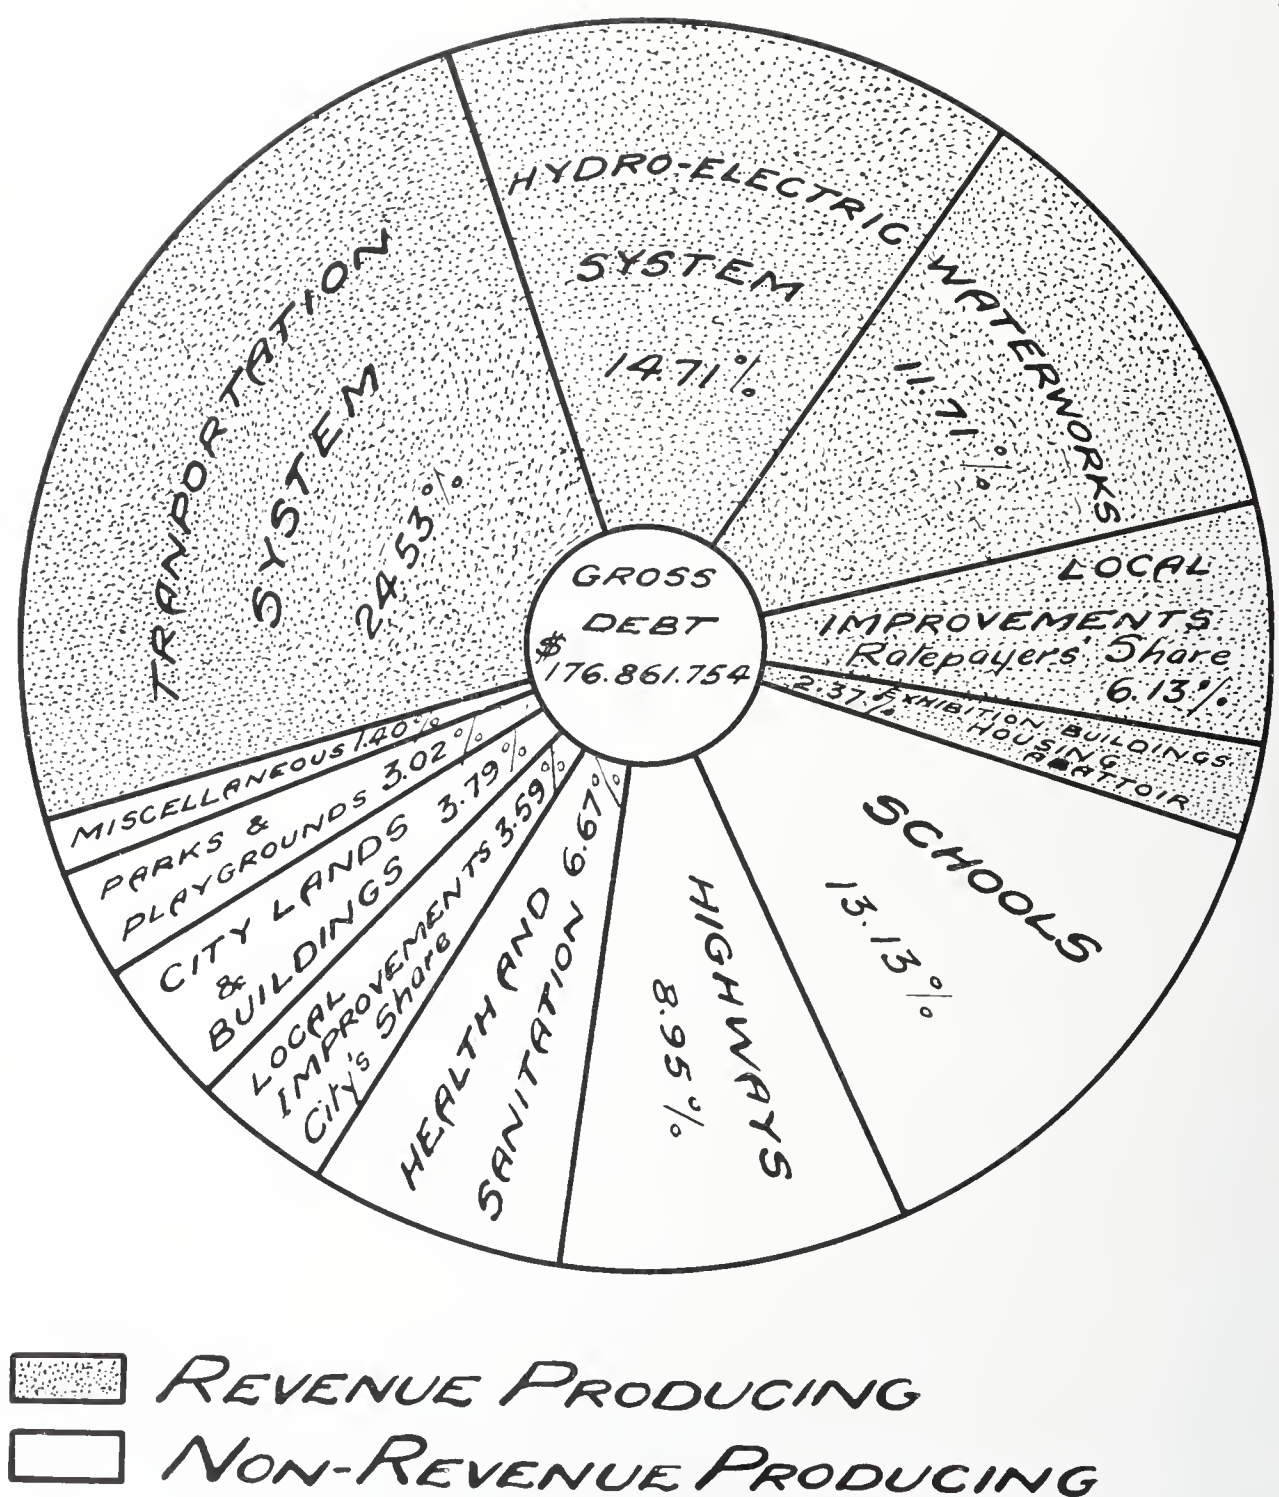 TRANPORTATION
SYSTEM
24.53%
HYDRO-ELECTRIC
SYSTEM
14.71%
WATERWORKS
11.71%
LOCAL
IMPROVEMENTS
Ratepayers' Share
6.13%
2.37% EXHIBITION BUILDINGS
HOUSING
ABATTOIR
SCHOOLS
13.13%
HIGHWAYS
8.95%
HEALTH AND
SANITATION 6.67%
LOCAL
IMPROVEMENTS 3.59%
City's Share
CITY LANDS 3.79%
&
BUILDINGS
PARKS &
PLAYGROUNDS 3.02%
MISCELLANEOUS 1.40%
GROSS
DEBT
$
176.861.754
REVENUE PRODUCING
NON-REVENUE PRODUCING